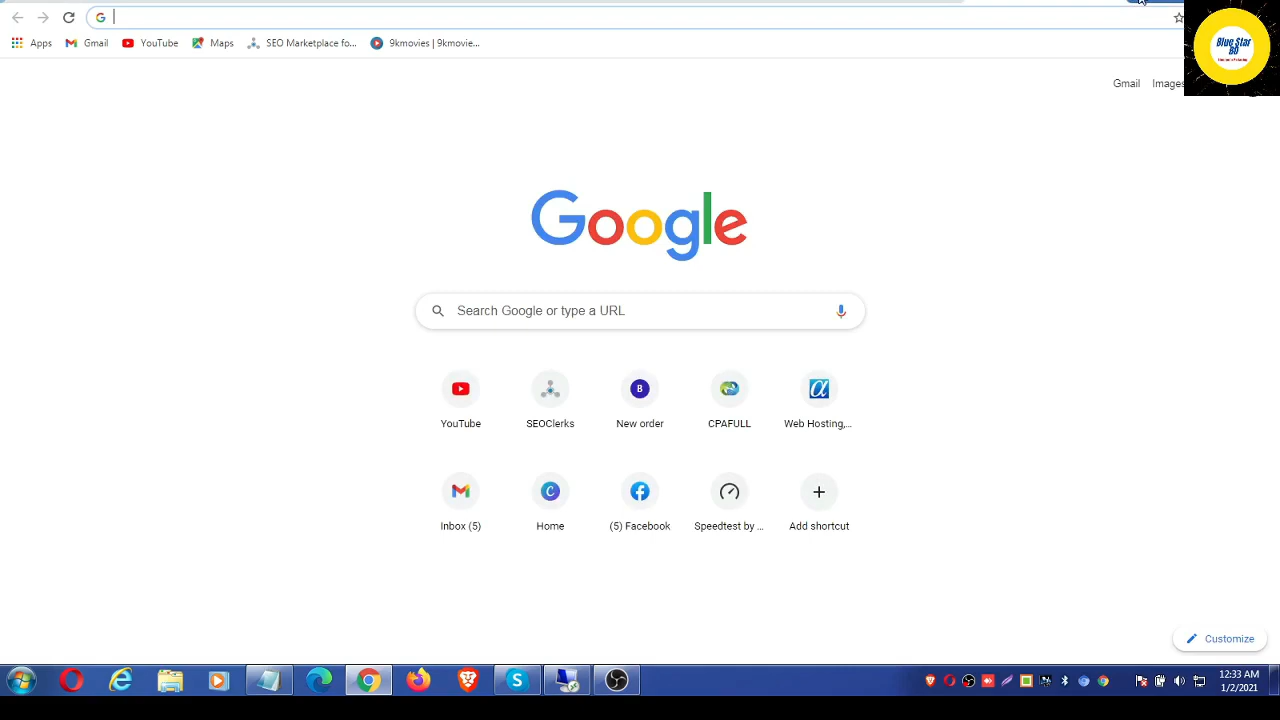 Apps Gmail YouTube Maps SEO Marketplace fo... 9kmovies | 9kmovie...
Blue Star
BD
Gmail Images
Google
Search Google or type a URL
YouTube SEOClerks New order CPAFULL Web Hosting,...
Inbox (5) Home (5) Facebook Speedtest by ... Add shortcut
Customize
12:33 AM
1/2/2021